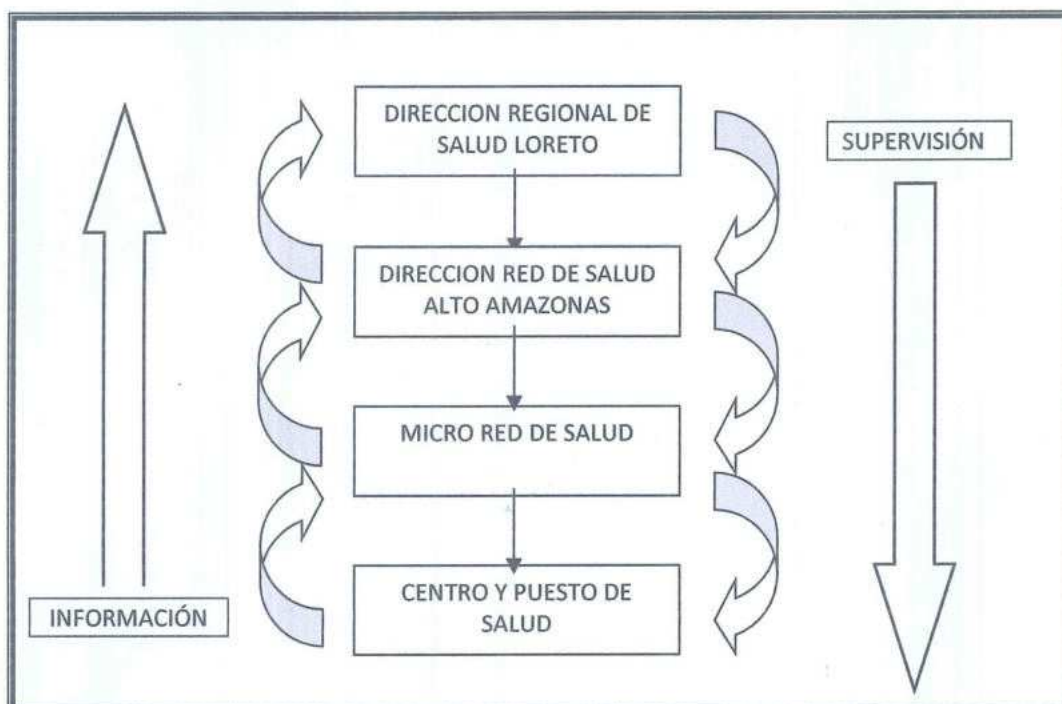 DIRECCION REGIONAL DE
SALUD LORETO
SUPERVISIÓN
DIRECCION RED DE SALUD
ALTO AMAZONAS
MICRO RED DE SALUD
CENTRO Y PUESTO DE
SALUD
INFORMACIÓN